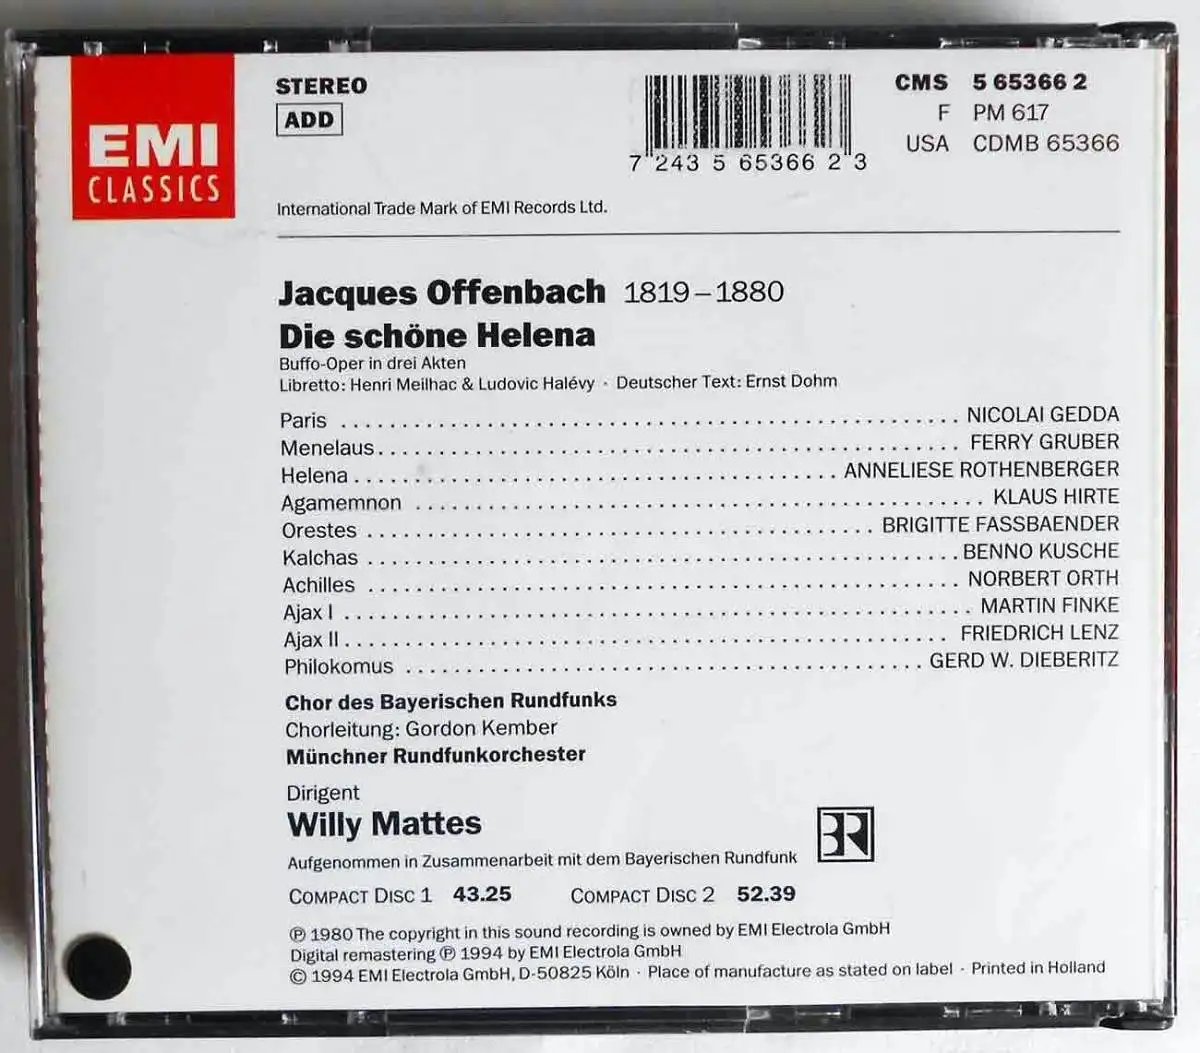 EMI
CLASSICS
STEREO
ADD
7 243 5 65366 2 3
CMS 5 65366 2
F PM 617
USA CDMB 65366
International Trade Mark of EMI Records Ltd.
Jacques Offenbach 1819–1880
Die schöne Helena
Buffo-Oper in drei Akten
Libretto: Henri Meilhac & Ludovic Halévy · Deutscher Text: Ernst Dohm
Paris NICOLAI GEDDA
Menelaus FERRY GRUBER
Helena ANNELIESE ROTHENBERGER
Agamemnon KLAUS HIRTE
Orestes BRIGITTE FASSBAENDER
Kalchas BENNO KUSCHE
Achilles NORBERT ORTH
Ajax I MARTIN FINKE
Ajax II FRIEDRICH LENZ
Philokomus GERD W. DIEBERITZ
Chor des Bayerischen Rundfunks
Chorleitung: Gordon Kember
Münchner Rundfunkorchester
Dirigent
Willy Mattes
BR
Aufgenommen in Zusammenarbeit mit dem Bayerischen Rundfunk
COMPACT DISC 1 43.25 COMPACT DISC 2 52.39
℗ 1980 The copyright in this sound recording is owned by EMI Electrola GmbH
Digital remastering ℗ 1994 by EMI Electrola GmbH
© 1994 EMI Electrola GmbH, D-50825 Köln · Place of manufacture as stated on label · Printed in Holland